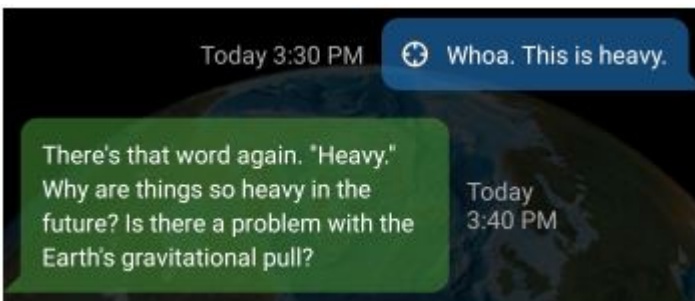 Today 3:30 PM
Whoa. This is heavy.
There's that word again. "Heavy."
Why are things so heavy in the
future? Is there a problem with the
Earth's gravitational pull?
Today
3:40 PM